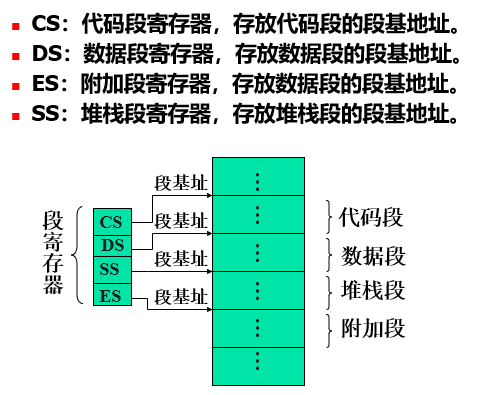 CS：代码段寄存器，存放代码段的段基地址。
DS：数据段寄存器，存放数据段的段基地址。
ES：附加段寄存器，存放数据段的段基地址。
SS：堆栈段寄存器，存放堆栈段的段基地址。
段寄存器
CS
DS
SS
ES
段基址
段基址
段基址
段基址
代码段
数据段
堆栈段
附加段